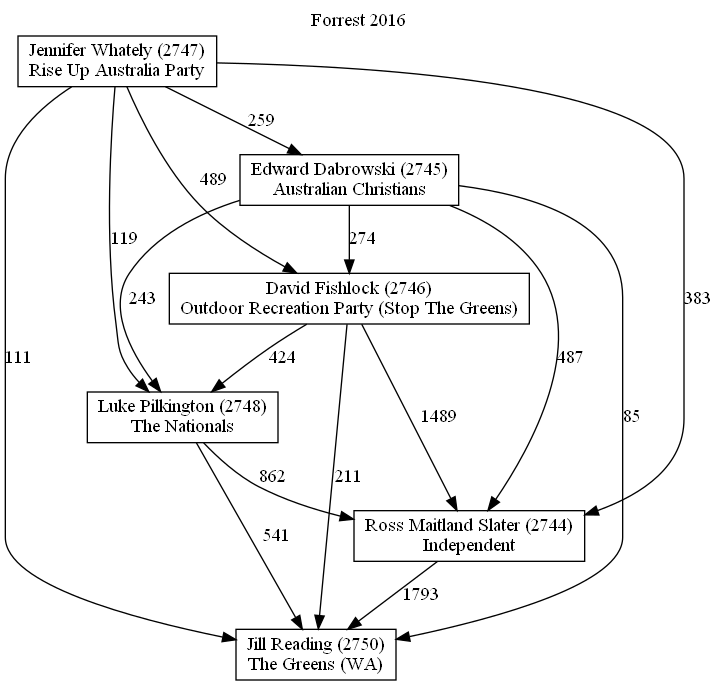 Forrest 2016
Jennifer Whately (2747)
Rise Up Australia Party
259
Edward Dabrowski (2745)
Australian Christians
489
274
119
243
383
David Fishlock (2746)
Outdoor Recreation Party (Stop The Greens)
111
424
487
85
1489
Luke Pilkington (2748)
The Nationals
862
211
541
Ross Maitland Slater (2744)
Independent
1793
Jill Reading (2750)
The Greens (WA)